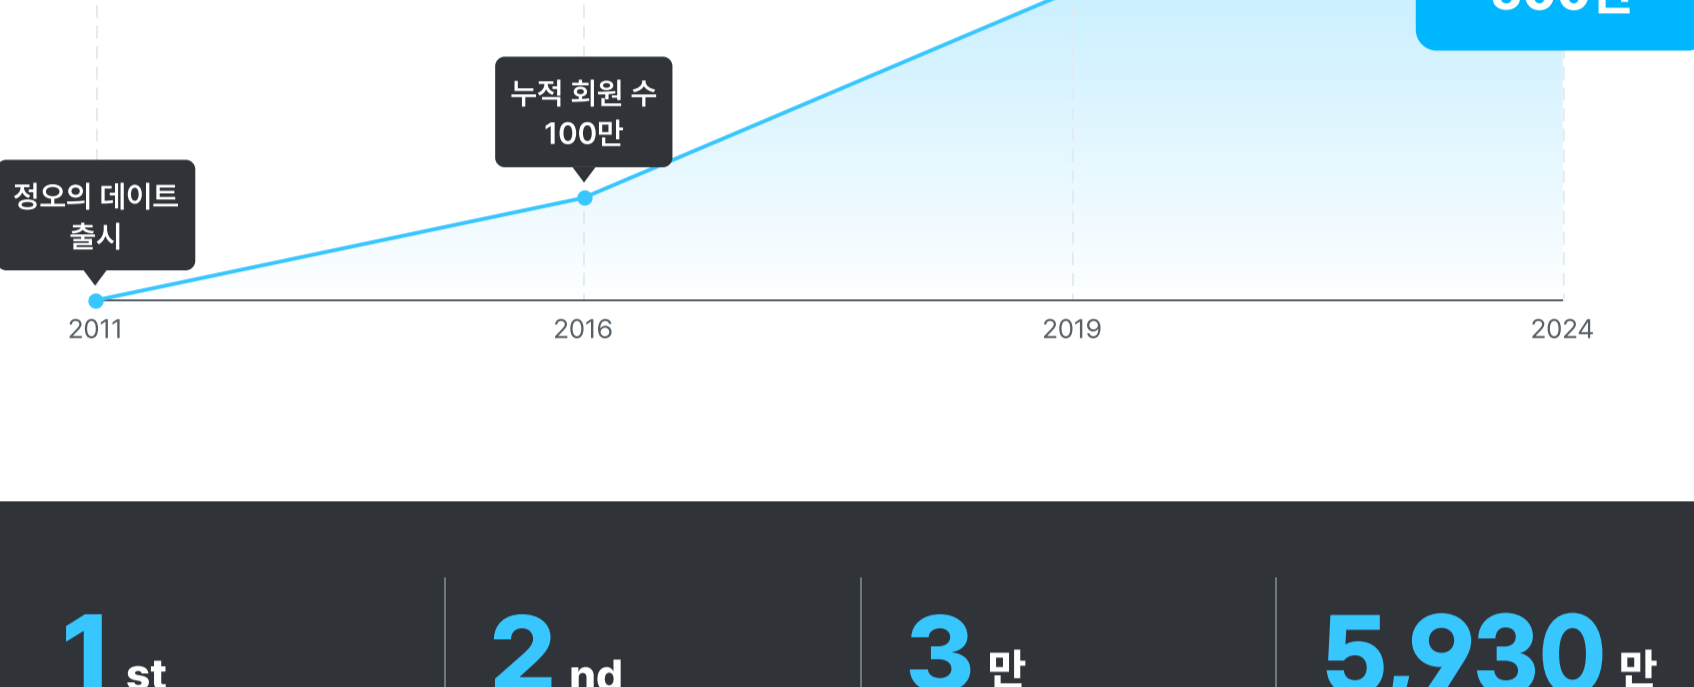 누적 회원 수
100만
정오의 데이트
출시
2011
2016
2019
2024
1 st
2 nd
3 만
5,930 만